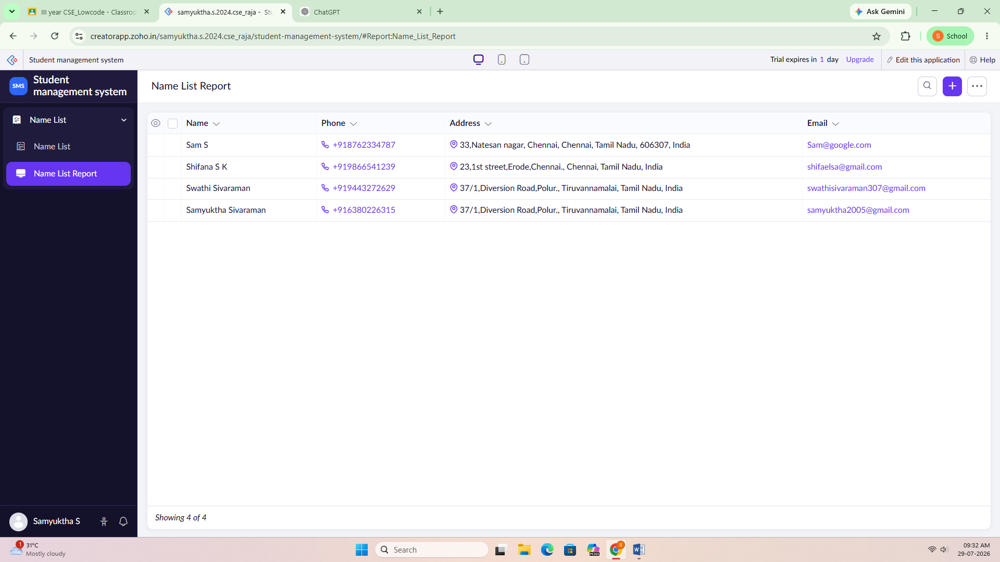 III year CSE_Lowcode - Classroo
samyuktha.s.2024.cse_raja - Stu
ChatGPT
Ask Gemini
creatorapp.zoho.in/samyuktha.s.2024.cse_raja/student-management-system/#Report:Name_List_Report
S School
Student management system
Trial expires in 1 day Upgrade
Edit this application
Help
SMS
Student
management system
Name List Report
Name List
Name List
Name List Report
Name Phone Address Email
Sam S +918762334787 33,Natesan nagar, Chennai, Chennai, Tamil Nadu, 606307, India Sam@google.com
Shifana S K +919866541239 23,1st street,Erode,Chennai., Chennai, Tamil Nadu, India shifaelsa@gmail.com
Swathi Sivaraman +919443272629 37/1,Diversion Road,Polur., Tiruvannamalai, Tamil Nadu, India swathisivaraman307@gmail.com
Samyuktha Sivaraman +916380226315 37/1,Diversion Road,Polur., Tiruvannamalai, Tamil Nadu, India samyuktha2005@gmail.com
Showing 4 of 4
Samyuktha S
1
31°C
Mostly cloudy
Search
M365
S
W
09:32 AM
29-07-2026